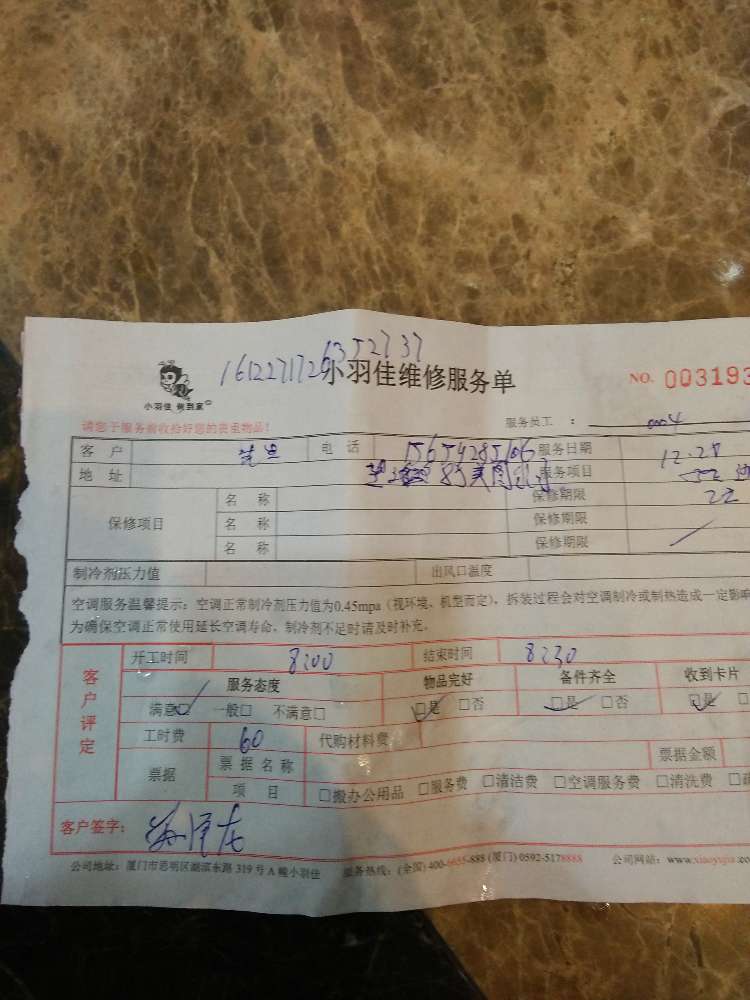 小羽佳维修服务单
小羽佳 家到家
NO. 003193
请您于服务前收拾好您的贵重物品!
服务员工 :
客户 电话 服务日期 12.28
地址 服务项目
保修项目 名称 保修期限
名称 保修期限
名称 保修期限
制冷剂压力值 出风口温度
空调服务温馨提示:空调正常制冷剂压力值为0.45mpa(视环境、机型而定),拆装过程会对空调制冷或制热造成一定影响
为确保空调正常使用延长空调寿命,制冷剂不足时请及时补充。
客户评定
开工时间 8:00 结束时间 8:30
服务态度 物品完好 备件齐全 收到卡片
满意□ 一般□ 不满意□ □是 □否 □是 □否 □是 □
工时费 60 代购材料费
票据 票据名称 票据金额
项目 □搬办公用品 □服务费 □清洁费 □空调服务费 □清洗费
客户签字:
公司地址:厦门市思明区湖滨东路 319 号 A 幢小羽佳 服务热线:(全国) 400-6655-888 (厦门) 0592-5178888 公司网站:www.xiaoyujia